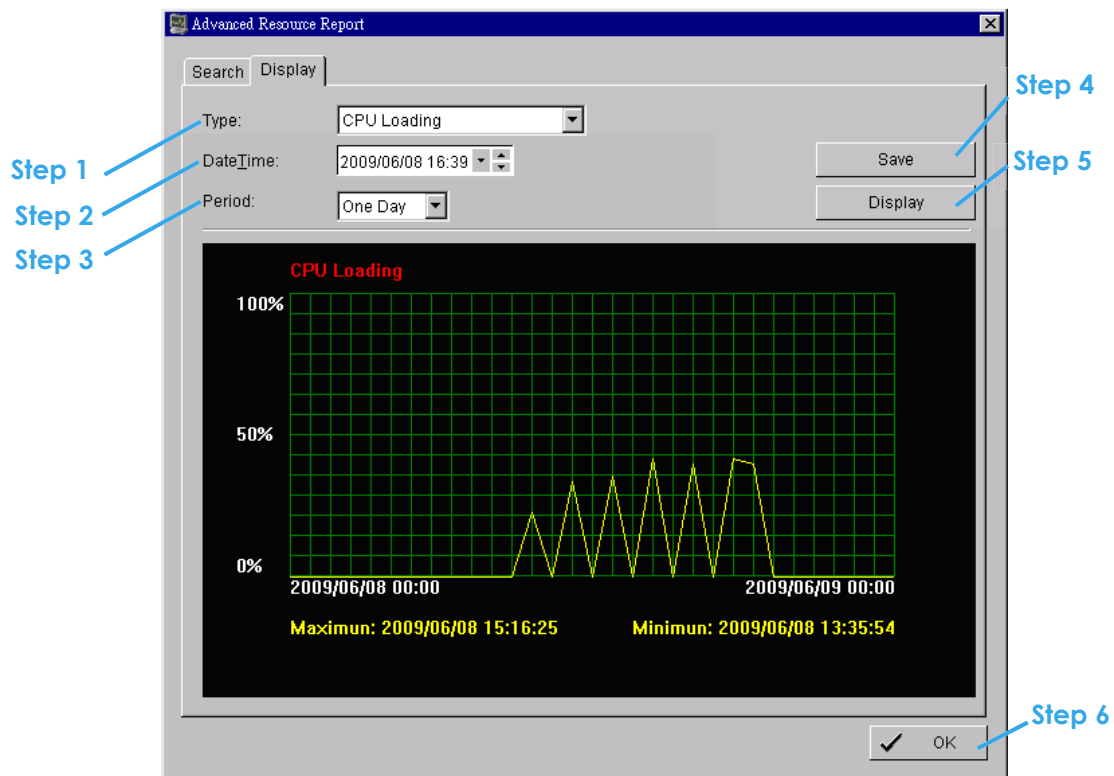 Advanced Resource Report
Search Display
Step 4
Type: CPU Loading
Step 1
DateTime: 2009/06/08 16:39
Save
Step 5
Step 2
Period: One Day
Display
Step 3
CPU Loading
100%
50%
0%
2009/06/08 00:00 2009/06/09 00:00
Maximun: 2009/06/08 15:16:25 Minimun: 2009/06/08 13:35:54
Step 6
OK